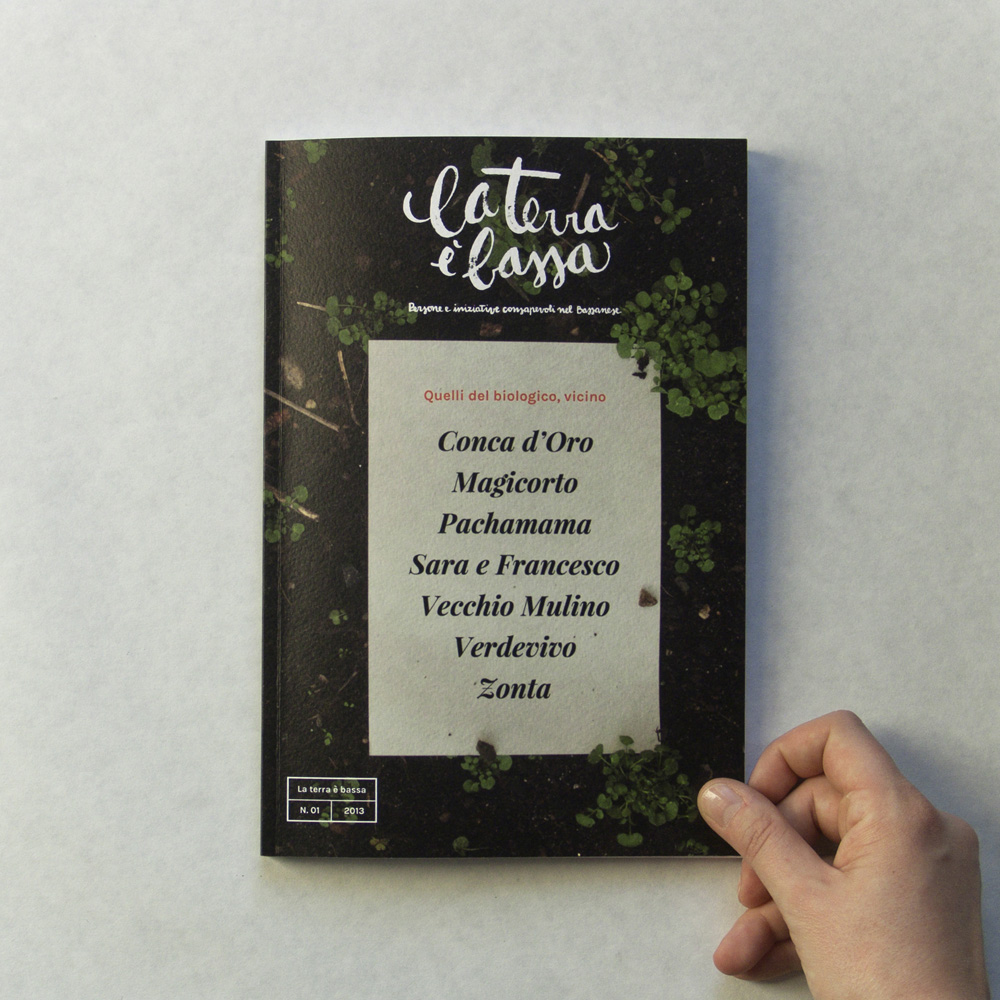 la terra
è bassa
Persone e iniziative consapevoli nel Bassanese.
Quelli del biologico, vicino
Conca d'Oro
Magicorto
Pachamama
Sara e Francesco
Vecchio Mulino
Verdevivo
Zonta
La terra è bassa
N. 01 2013